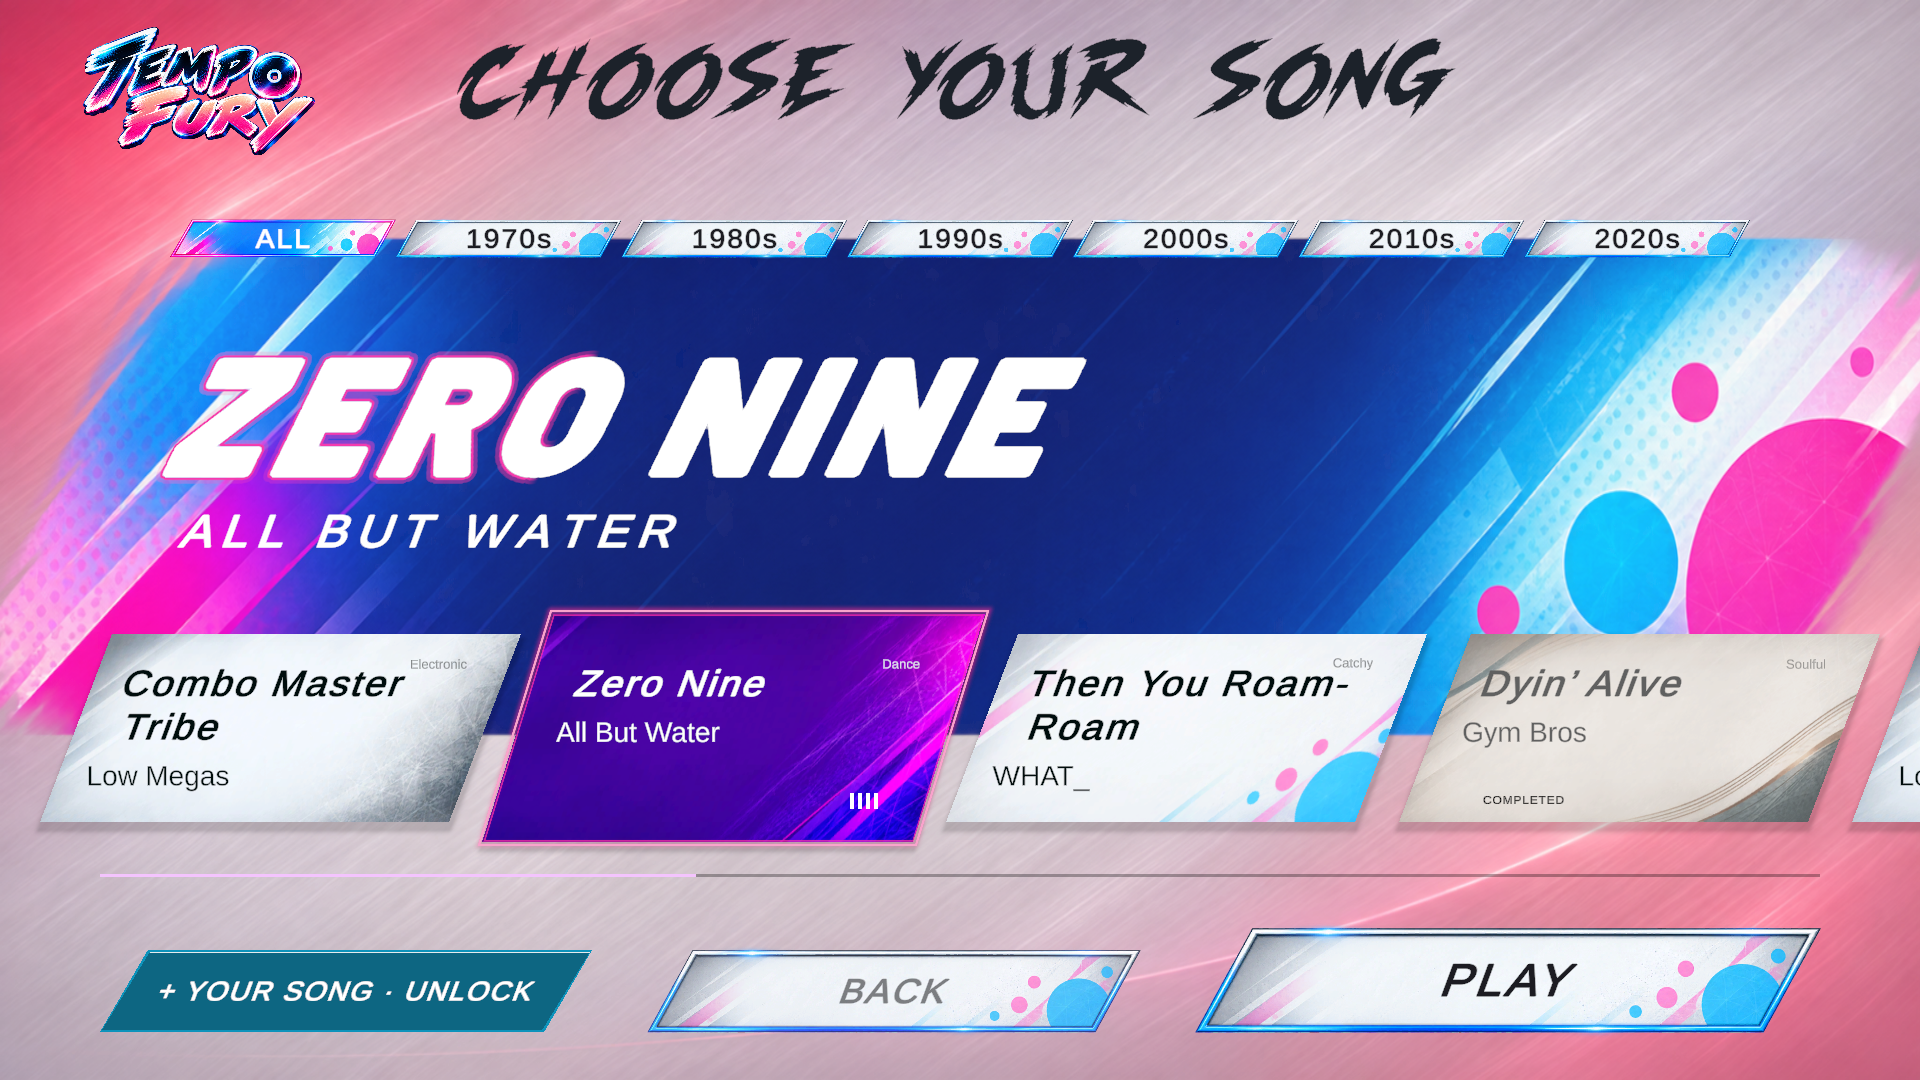 TEMPO
FURY
CHOOSE YOUR SONG
ALL
1970s
1980s
1990s
2000s
2010s
2020s
ZERO NINE
ALL BUT WATER
Combo Master
Tribe
Electronic
Low Megas
Zero Nine
Dance
All But Water
Then You Roam-
Roam
Catchy
WHAT_
Dyin’ Alive
Soulful
Gym Bros
COMPLETED
Lo
+ YOUR SONG · UNLOCK
BACK
PLAY